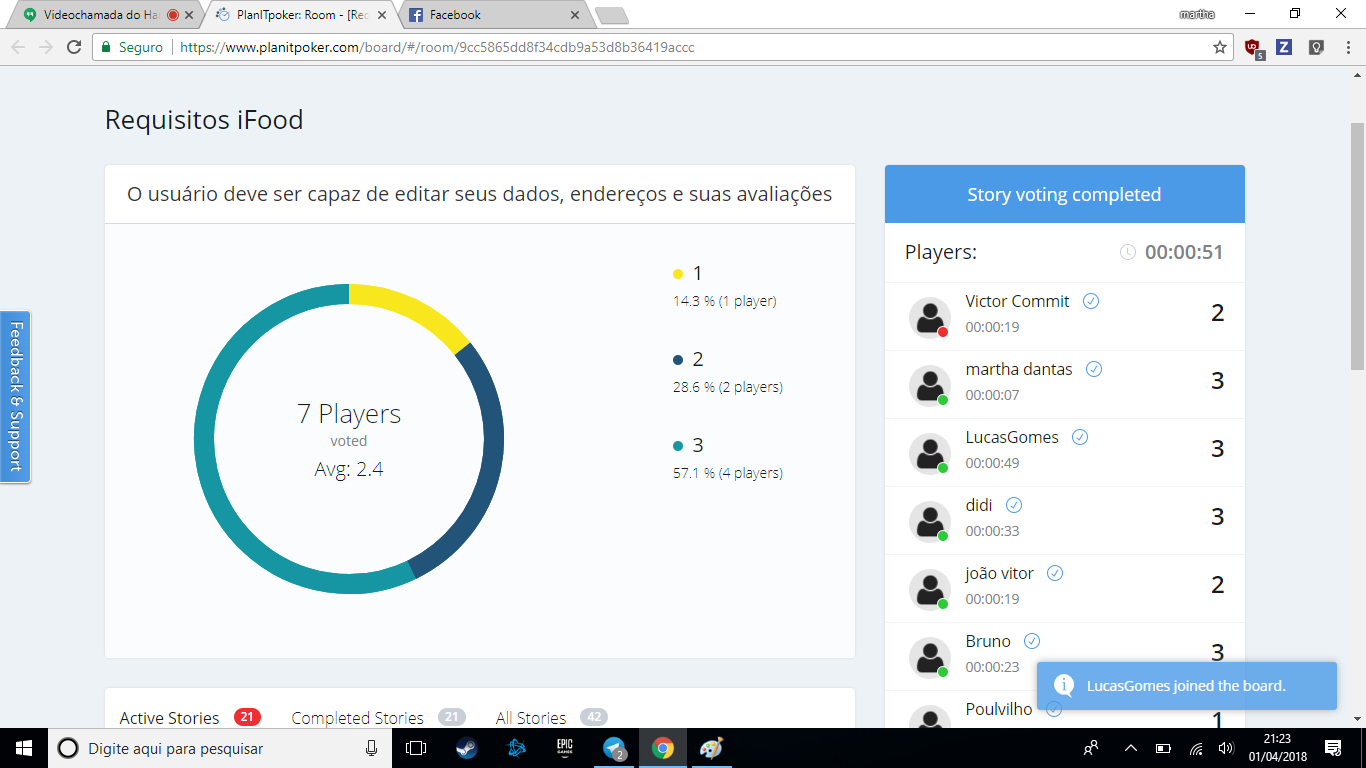 Videochamada do Ha
PlanITpoker: Room - [Rec
Facebook
martha
Seguro
https://www.planitpoker.com/board/#/room/9cc5865dd8f34cdb9a53d8b36419accc
5
Requisitos iFood
O usuário deve ser capaz de editar seus dados, endereços e suas avaliações
7 Players
voted
Avg: 2.4
1
14.3 % (1 player)
2
28.6 % (2 players)
3
57.1 % (4 players)
Story voting completed
Players:
00:00:51
Victor Commit
00:00:19
2
martha dantas
00:00:07
3
LucasGomes
00:00:49
3
didi
00:00:33
3
joão vitor
00:00:19
2
Bruno
00:00:23
3
Poulvilho
1
LucasGomes joined the board.
Feedback & Support
Active Stories 21
Completed Stories 21
All Stories 42
Digite aqui para pesquisar
EPIC
GAMES
2
21:23
01/04/2018